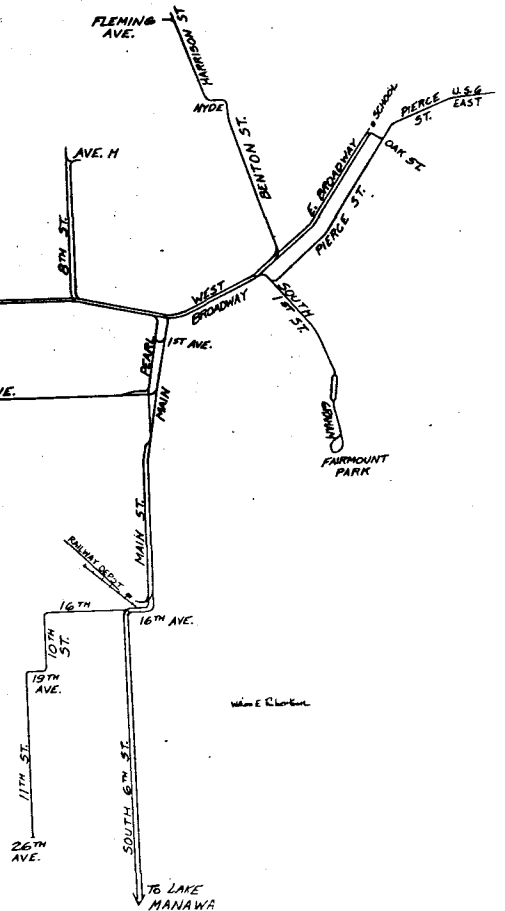 FLEMING
AVE.
HARRISON ST
HYDE
BENTON ST.
E. BROADWAY
SCHOOL
PIERCE
ST.
U.S. 6
EAST
OAK ST.
PIERCE ST.
AVE. H
8TH ST.
WEST
BROADWAY
SOUTH
1ST ST.
PEARL
1ST AVE.
MAIN
VE.
FAIRMOUNT
PARK
MAIN ST.
RAILWAY DEPOT
16TH
16TH AVE.
10TH
ST.
19TH
AVE.
11TH ST.
26TH
AVE.
SOUTH 6TH ST.
TO LAKE
MANAWA